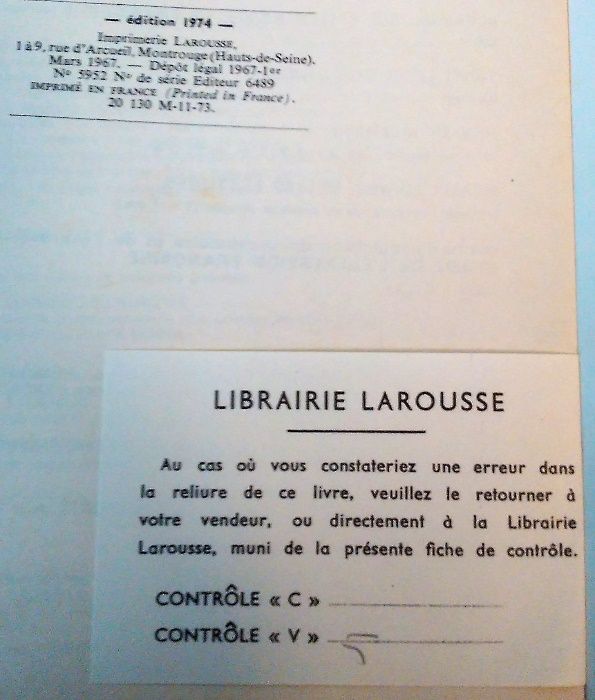 — édition 1974 —
Imprimerie LAROUSSE,
1 à 9, rue d'Arcueil, Montrouge (Hauts-de-Seine).
Mars 1967. — Dépôt légal 1967-1er
No 5952 No de série Editeur 6489
IMPRIMÉ EN FRANCE (Printed in France).
20 130 M-11-73.
LIBRAIRIE LAROUSSE
Au cas où vous constateriez une erreur dans
la reliure de ce livre, veuillez le retourner à
votre vendeur, ou directement à la Librairie
Larousse, muni de la présente fiche de contrôle.
CONTRÔLE « C »
CONTRÔLE « V »